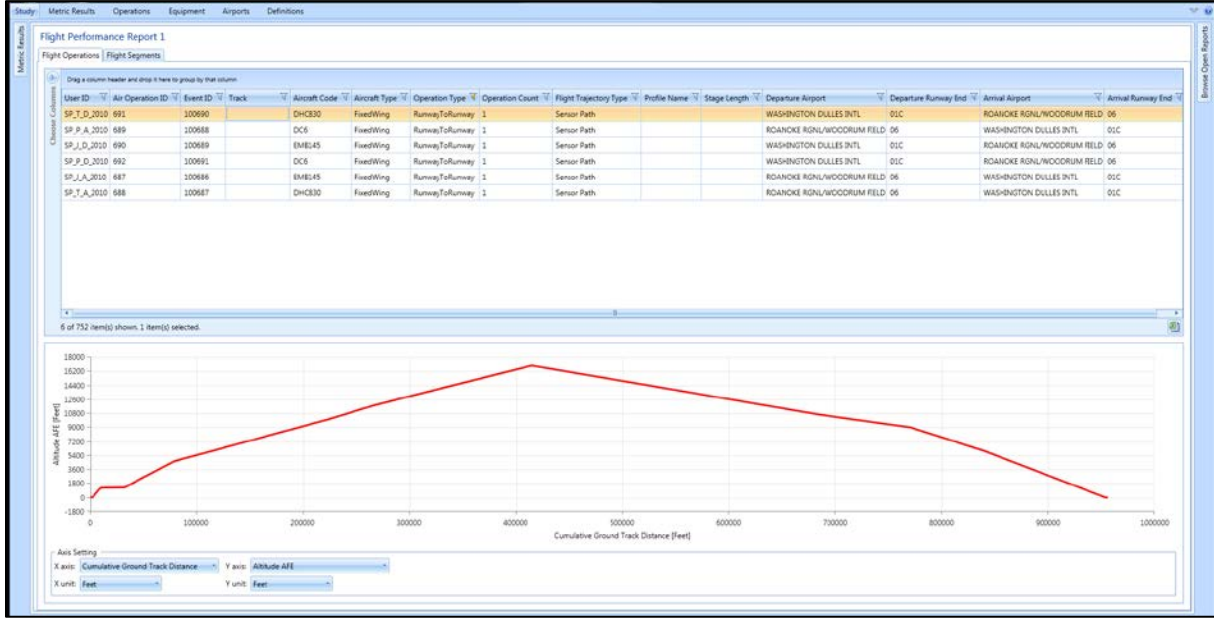 Study Metric Results Operations Equipment Airports Definitions
Metric Results
Browse Open Reports
Flight Performance Report 1
Flight Operations Flight Segments
Choose Columns
Drag a column header and drop it here to group by that column
User ID Air Operation ID Event ID Track Aircraft Code Aircraft Type Operation Type Operation Count Flight Trajectory Type Profile Name Stage Length Departure Airport Departure Runway End Arrival Airport Arrival Runway End
SP_T_D_2010 691 100690 DHC830 FixedWing RunwayToRunway 1 Sensor Path WASHINGTON DULLES INTL 01C ROANOKE RGNL/WOODRUM FIELD 06
SP_P_A_2010 689 100688 DC6 FixedWing RunwayToRunway 1 Sensor Path ROANOKE RGNL/WOODRUM FIELD 06 WASHINGTON DULLES INTL 01C
SP_J_D_2010 690 100689 EMB145 FixedWing RunwayToRunway 1 Sensor Path WASHINGTON DULLES INTL 01C ROANOKE RGNL/WOODRUM FIELD 06
SP_P_D_2010 692 100691 DC6 FixedWing RunwayToRunway 1 Sensor Path WASHINGTON DULLES INTL 01C ROANOKE RGNL/WOODRUM FIELD 06
SP_J_A_2010 687 100686 EMB145 FixedWing RunwayToRunway 1 Sensor Path ROANOKE RGNL/WOODRUM FIELD 06 WASHINGTON DULLES INTL 01C
SP_T_A_2010 688 100687 DHC830 FixedWing RunwayToRunway 1 Sensor Path ROANOKE RGNL/WOODRUM FIELD 06 WASHINGTON DULLES INTL 01C
6 of 752 item(s) shown. 1 item(s) selected.
Altitude AFE [Feet]
18000
16200
14400
12600
10800
9000
7200
5400
3600
1800
0
-1800
0 100000 200000 300000 400000 500000 600000 700000 800000 900000 1000000
Cumulative Ground Track Distance [Feet]
Axis Setting
X axis: Cumulative Ground Track Distance Y axis: Altitude AFE
X unit: Feet Y unit: Feet